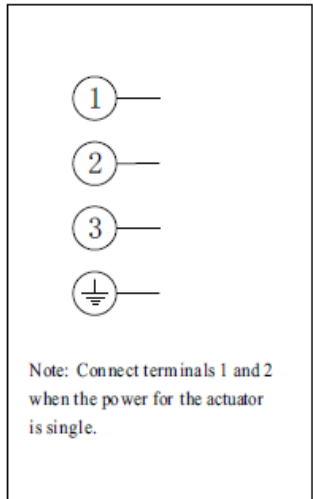 1
2
3
Note: Connect terminals 1 and 2
when the power for the actuator
is single.